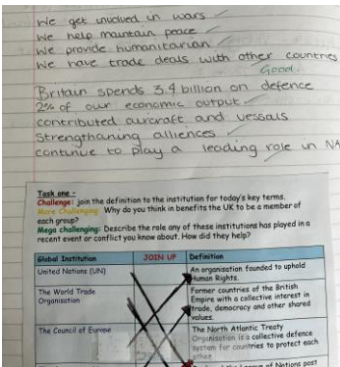 We get involved in wars
We help maintain peace
We provide humanitarian
We have trade deals with other countries
Good.
Britain spends 3.4 billion on defence
2% of our economic output
contributed aircraft and vessals
Strengthaning alliences
continue to play a leading role in NA
Task one -
Challenge: join the definition to the institution for today's key terms.
More Challenging: Why do you think in benefits the UK to be a member of
each group?
Mega challenging: Describe the role any of these institutions has played in a
recent event or conflict you know about. How did they help?
Global Institution JOIN UP Definition
United Nations (UN)
An organisation founded to uphold
Human Rights.
The World Trade
Organisation
Former countries of the British
Empire with a collective interest in
trade, democracy and other shared
values.
The Council of Europe
The North Atlantic Treaty
Organisation is a collective defence
system for countries to protect each
other
League of Nations post